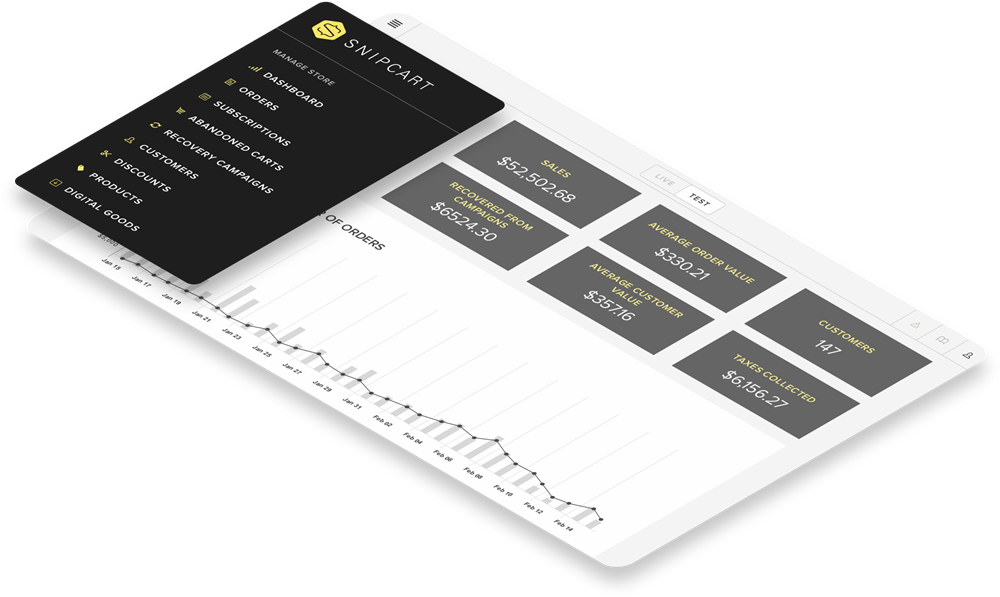 SNIPCART
MANAGE STORE
DASHBOARD
ORDERS
SUBSCRIPTIONS
ABANDONED CARTS
RECOVERY CAMPAIGNS
CUSTOMERS
DISCOUNTS
PRODUCTS
DIGITAL GOODS
LIVE
TEST
SALES
$52,502.68
AVERAGE ORDER VALUE
$330.21
CUSTOMERS
147
RECOVERED FROM
CAMPAIGNS
$6524.30
AVERAGE CUSTOMER
VALUE
$357.16
TAXES COLLECTED
$6,156.27
OF ORDERS
Jan 15
Jan 17
Jan 19
Jan 21
Jan 23
Jan 25
Jan 27
Jan 29
Jan 31
Feb 02
Feb 04
Feb 06
Feb 08
Feb 10
Feb 12
Feb 14